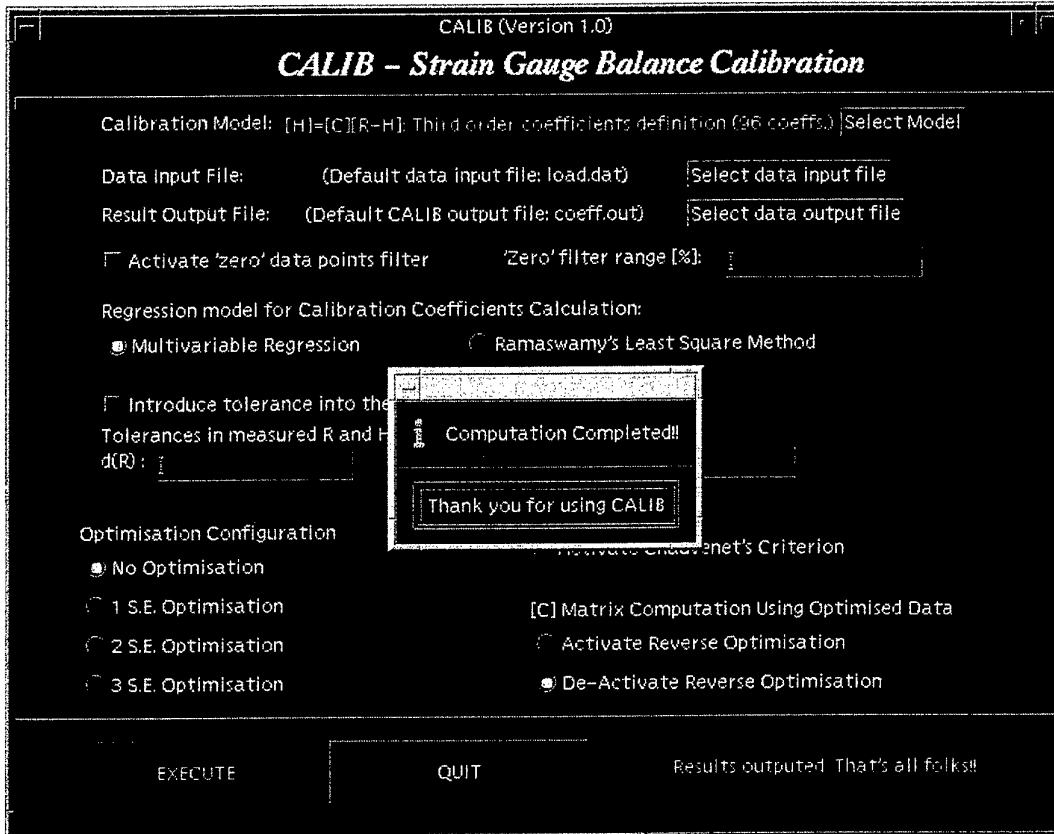 CALIB (Version 1.0)
CALIB – Strain Gauge Balance Calibration
Calibration Model: [H]=[C][R-H]: Third order coefficients definition (96 coeffs.) Select Model
Data Input File: (Default data input file: load.dat) Select data input file
Result Output File: (Default CALIB output file: coeff.out) Select data output file
Activate 'zero' data points filter 'Zero' filter range [%]:
Regression model for Calibration Coefficients Calculation:
Multivariable Regression Ramaswamy's Least Square Method
Introduce tolerance into the
Tolerances in measured R and H
d(R) :
Computation Completed!!
Thank you for using CALIB
Optimisation Configuration
Activate Chauvenet's Criterion
No Optimisation
1 S.E. Optimisation
[C] Matrix Computation Using Optimised Data
2 S.E. Optimisation
Activate Reverse Optimisation
3 S.E. Optimisation
De-Activate Reverse Optimisation
EXECUTE QUIT Results outputed That's all folks!!